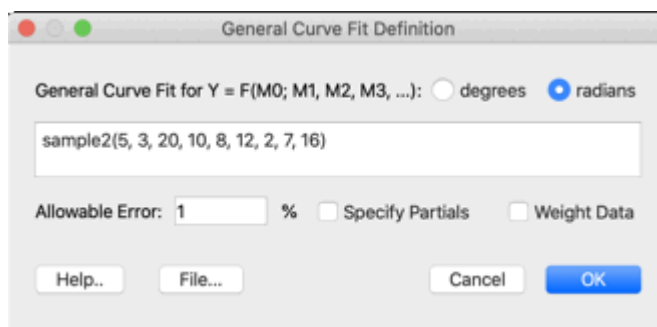 General Curve Fit Definition
General Curve Fit for Y = F(M0; M1, M2, M3, ...): degrees radians
sample2(5, 3, 20, 10, 8, 12, 2, 7, 16)
Allowable Error: 1 % Specify Partials Weight Data
Help.. File... Cancel OK